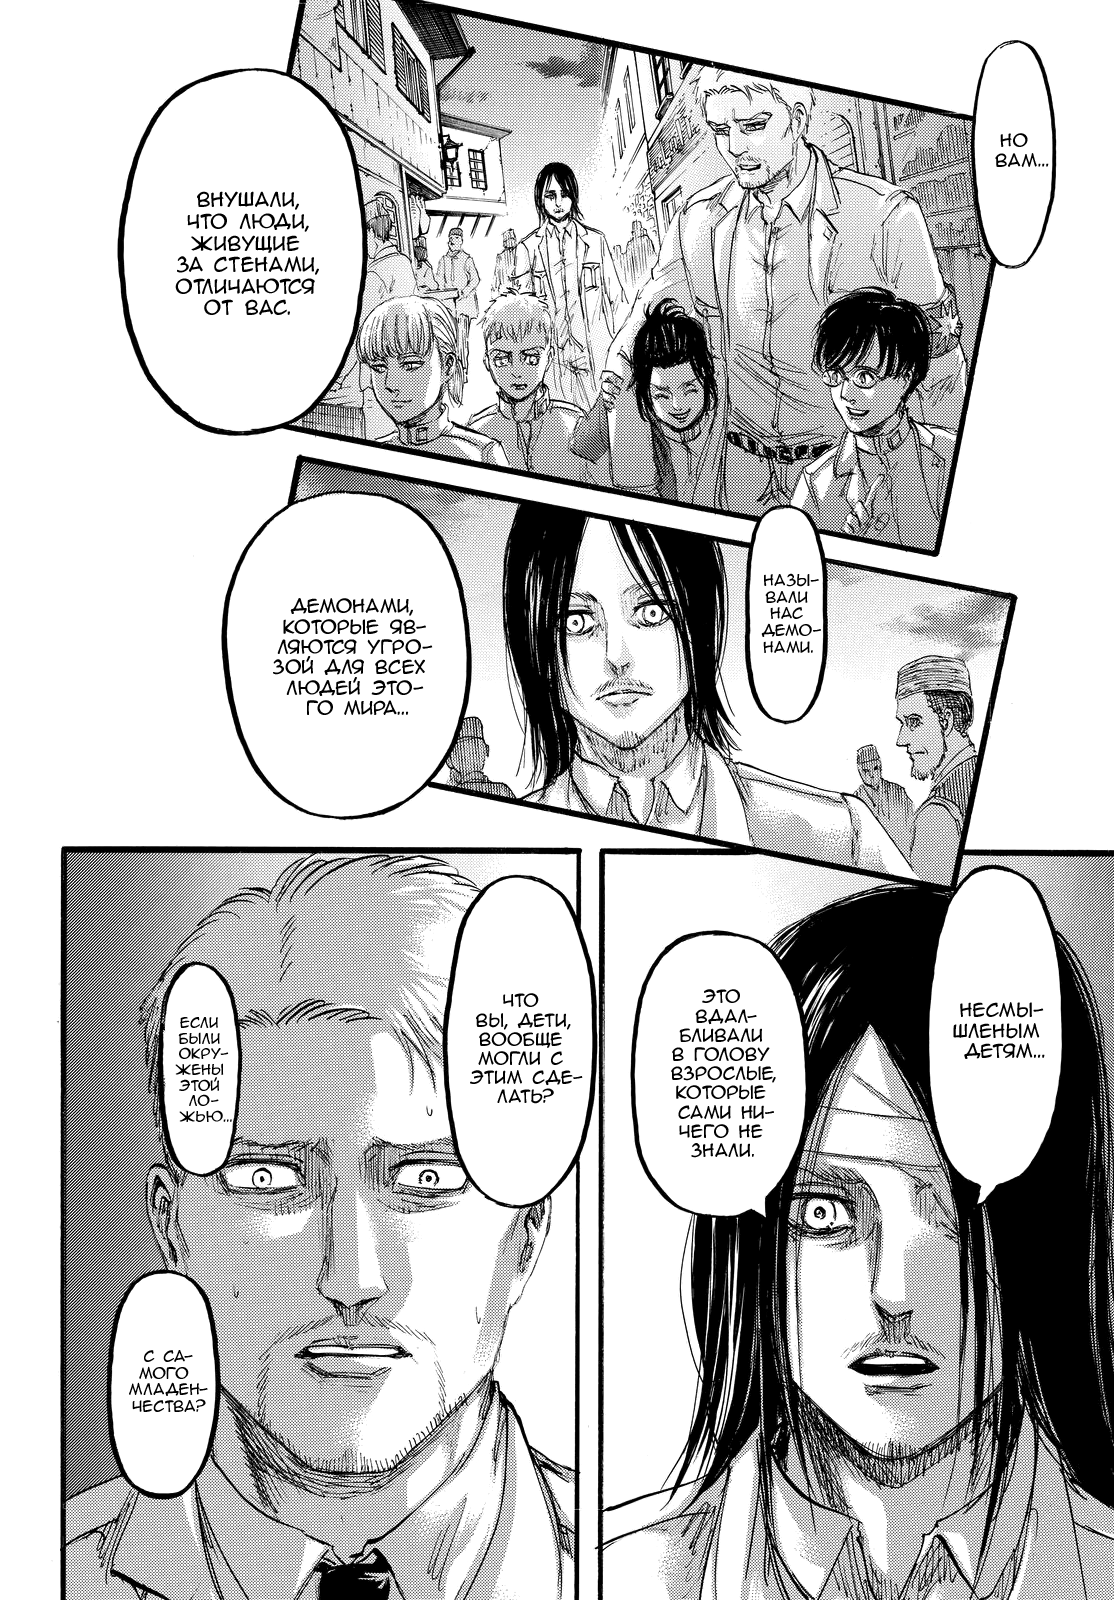 НО
ВАМ...
ВНУШАЛИ,
ЧТО ЛЮДИ,
ЖИВУЩИЕ
ЗА СТЕНАМИ,
ОТЛИЧАЮТСЯ
ОТ ВАС.
НАЗЫ-
ВАЛИ
НАС
ДЕМО-
НАМИ.
ДЕМОНАМИ,
КОТОРЫЕ ЯВ-
ЛЯЮТСЯ УГРО-
ЗОЙ ДЛЯ ВСЕХ
ЛЮДЕЙ ЭТО-
ГО МИРА...
НЕСМЫ-
ШЛЕНЫМ
ДЕТЯМ...
ЭТО
ВДАЛ-
БЛИВАЛИ
В ГОЛОВУ
ВЗРОСЛЫЕ,
КОТОРЫЕ
САМИ НИ-
ЧЕГО НЕ
ЗНАЛИ.
ЧТО
ВЫ, ДЕТИ,
ВООБЩЕ
МОГЛИ С
ЭТИМ СДЕ-
ЛАТЬ?
ЕСЛИ
БЫЛИ
ОКРУ-
ЖЕНЫ
ЭТОЙ
ЛО-
ЖЬЮ...
С СА-
МОГО
МЛАДЕН-
ЧЕСТВА?